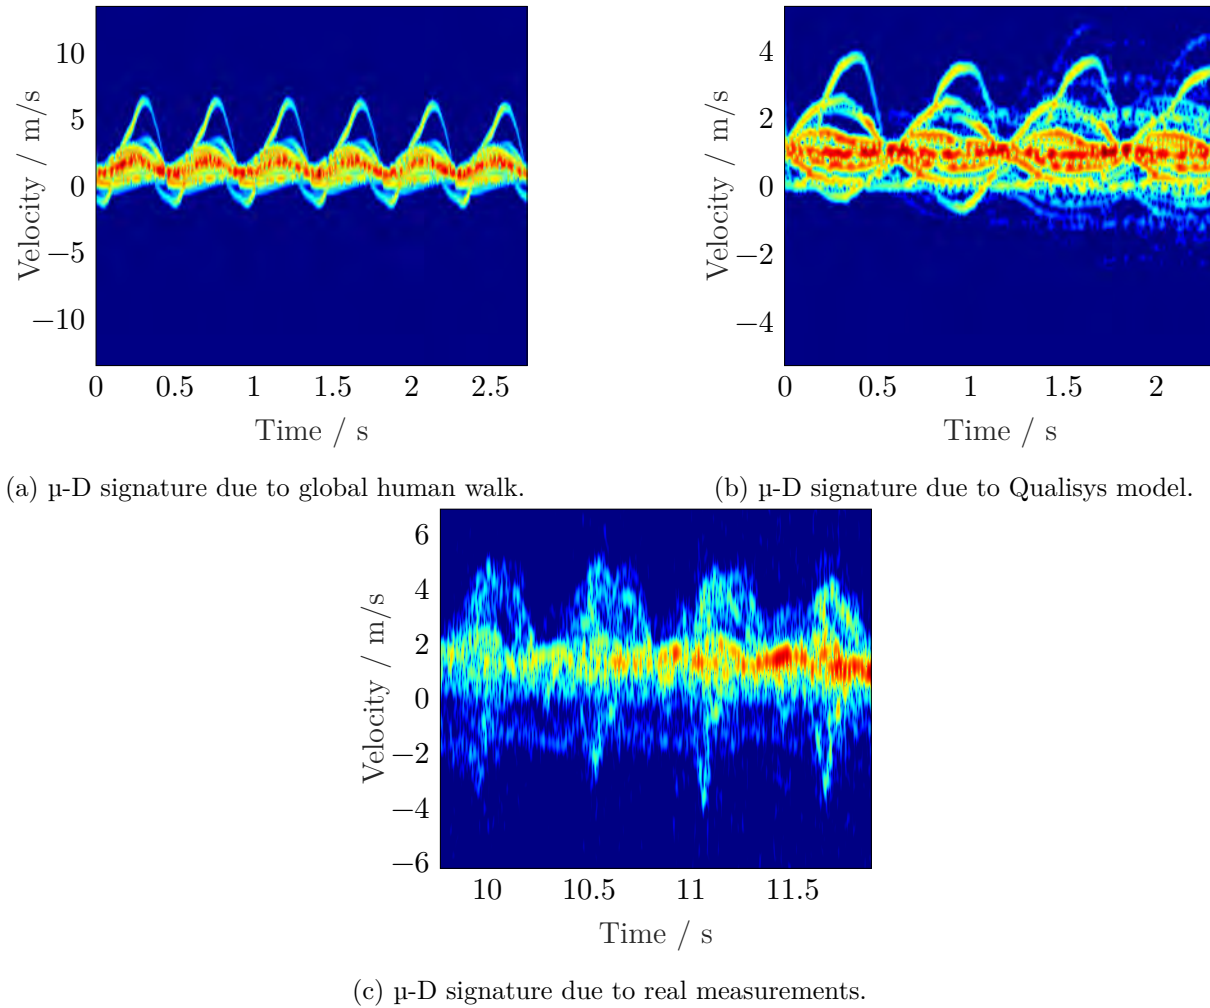 10
5
0
−5
−10
Velocity / m/s
0 0.5 1 1.5 2 2.5
Time / s
(a) µ-D signature due to global human walk.
4
2
0
−2
−4
Velocity / m/s
0 0.5 1 1.5 2
Time / s
(b) µ-D signature due to Qualisys model.
6
4
2
0
−2
−4
−6
Velocity / m/s
10 10.5 11 11.5
Time / s
(c) µ-D signature due to real measurements.